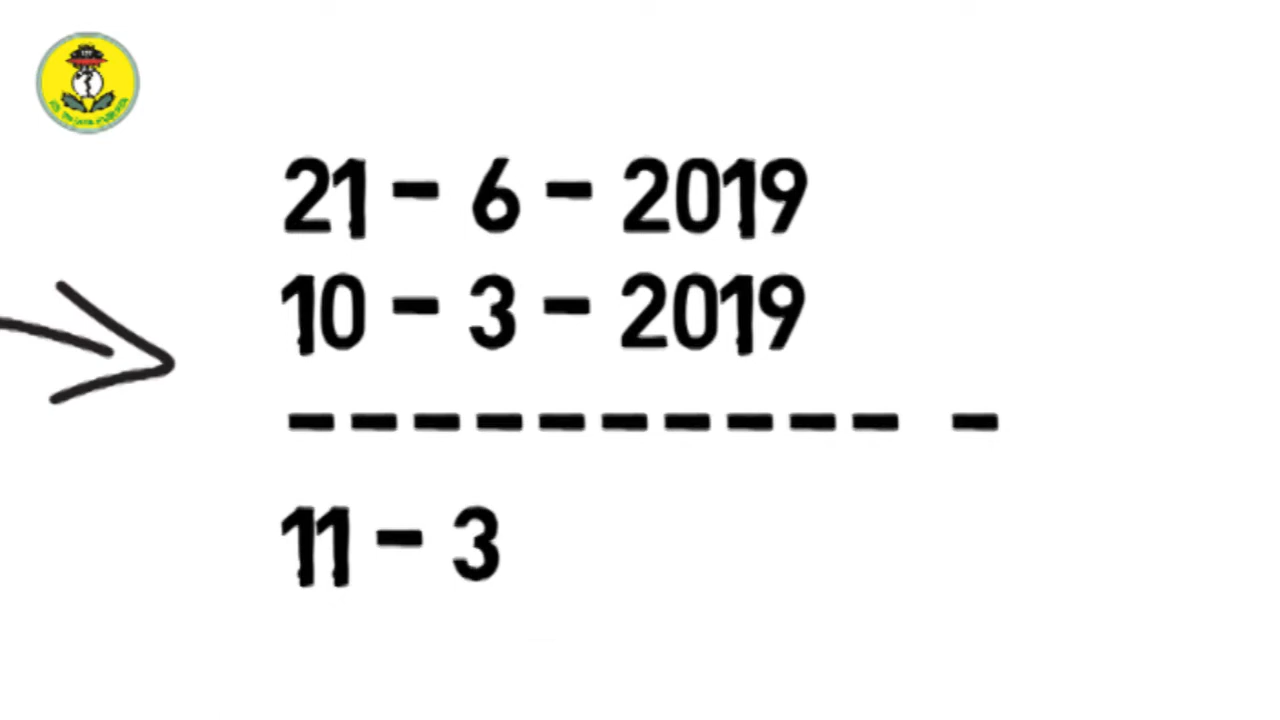 21 - 6 - 2019
10 - 3 - 2019
- - - - - - - - - - -
11 - 3